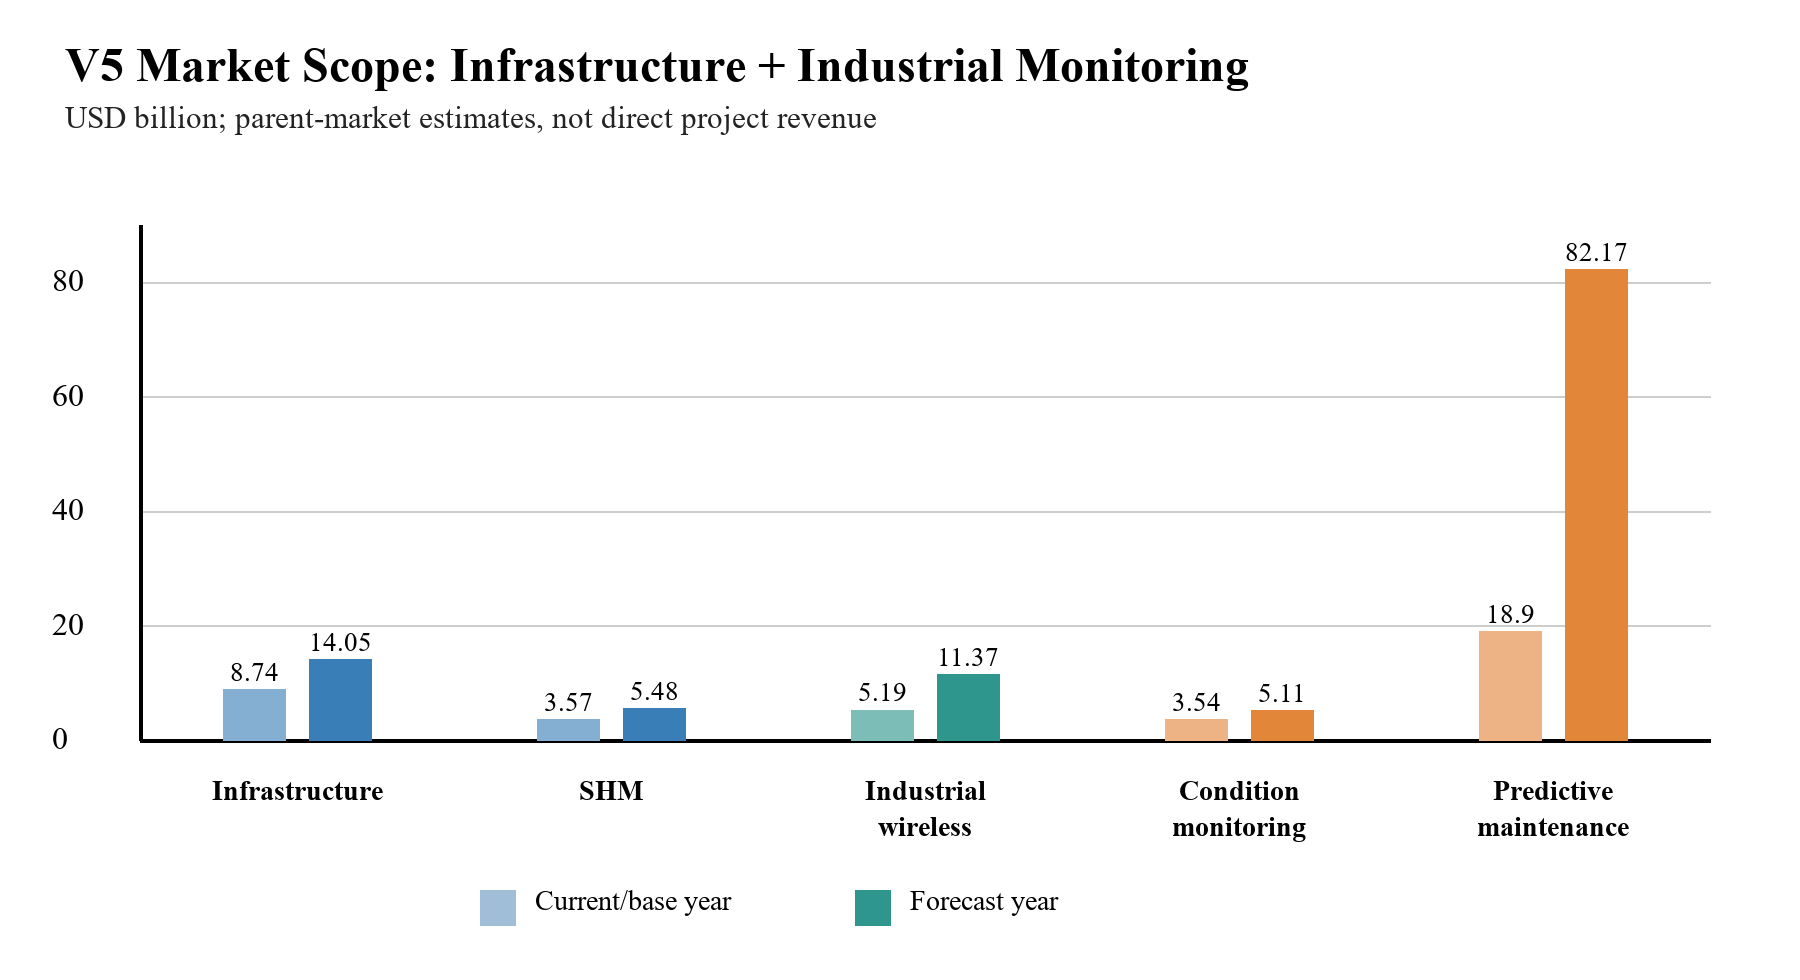 V5 Market Scope: Infrastructure + Industrial Monitoring
USD billion; parent-market estimates, not direct project revenue
80
60
40
20
0
8.74
14.05
3.57
5.48
5.19
11.37
3.54
5.11
18.9
82.17
Infrastructure
SHM
Industrial
wireless
Condition
monitoring
Predictive
maintenance
Current/base year
Forecast year